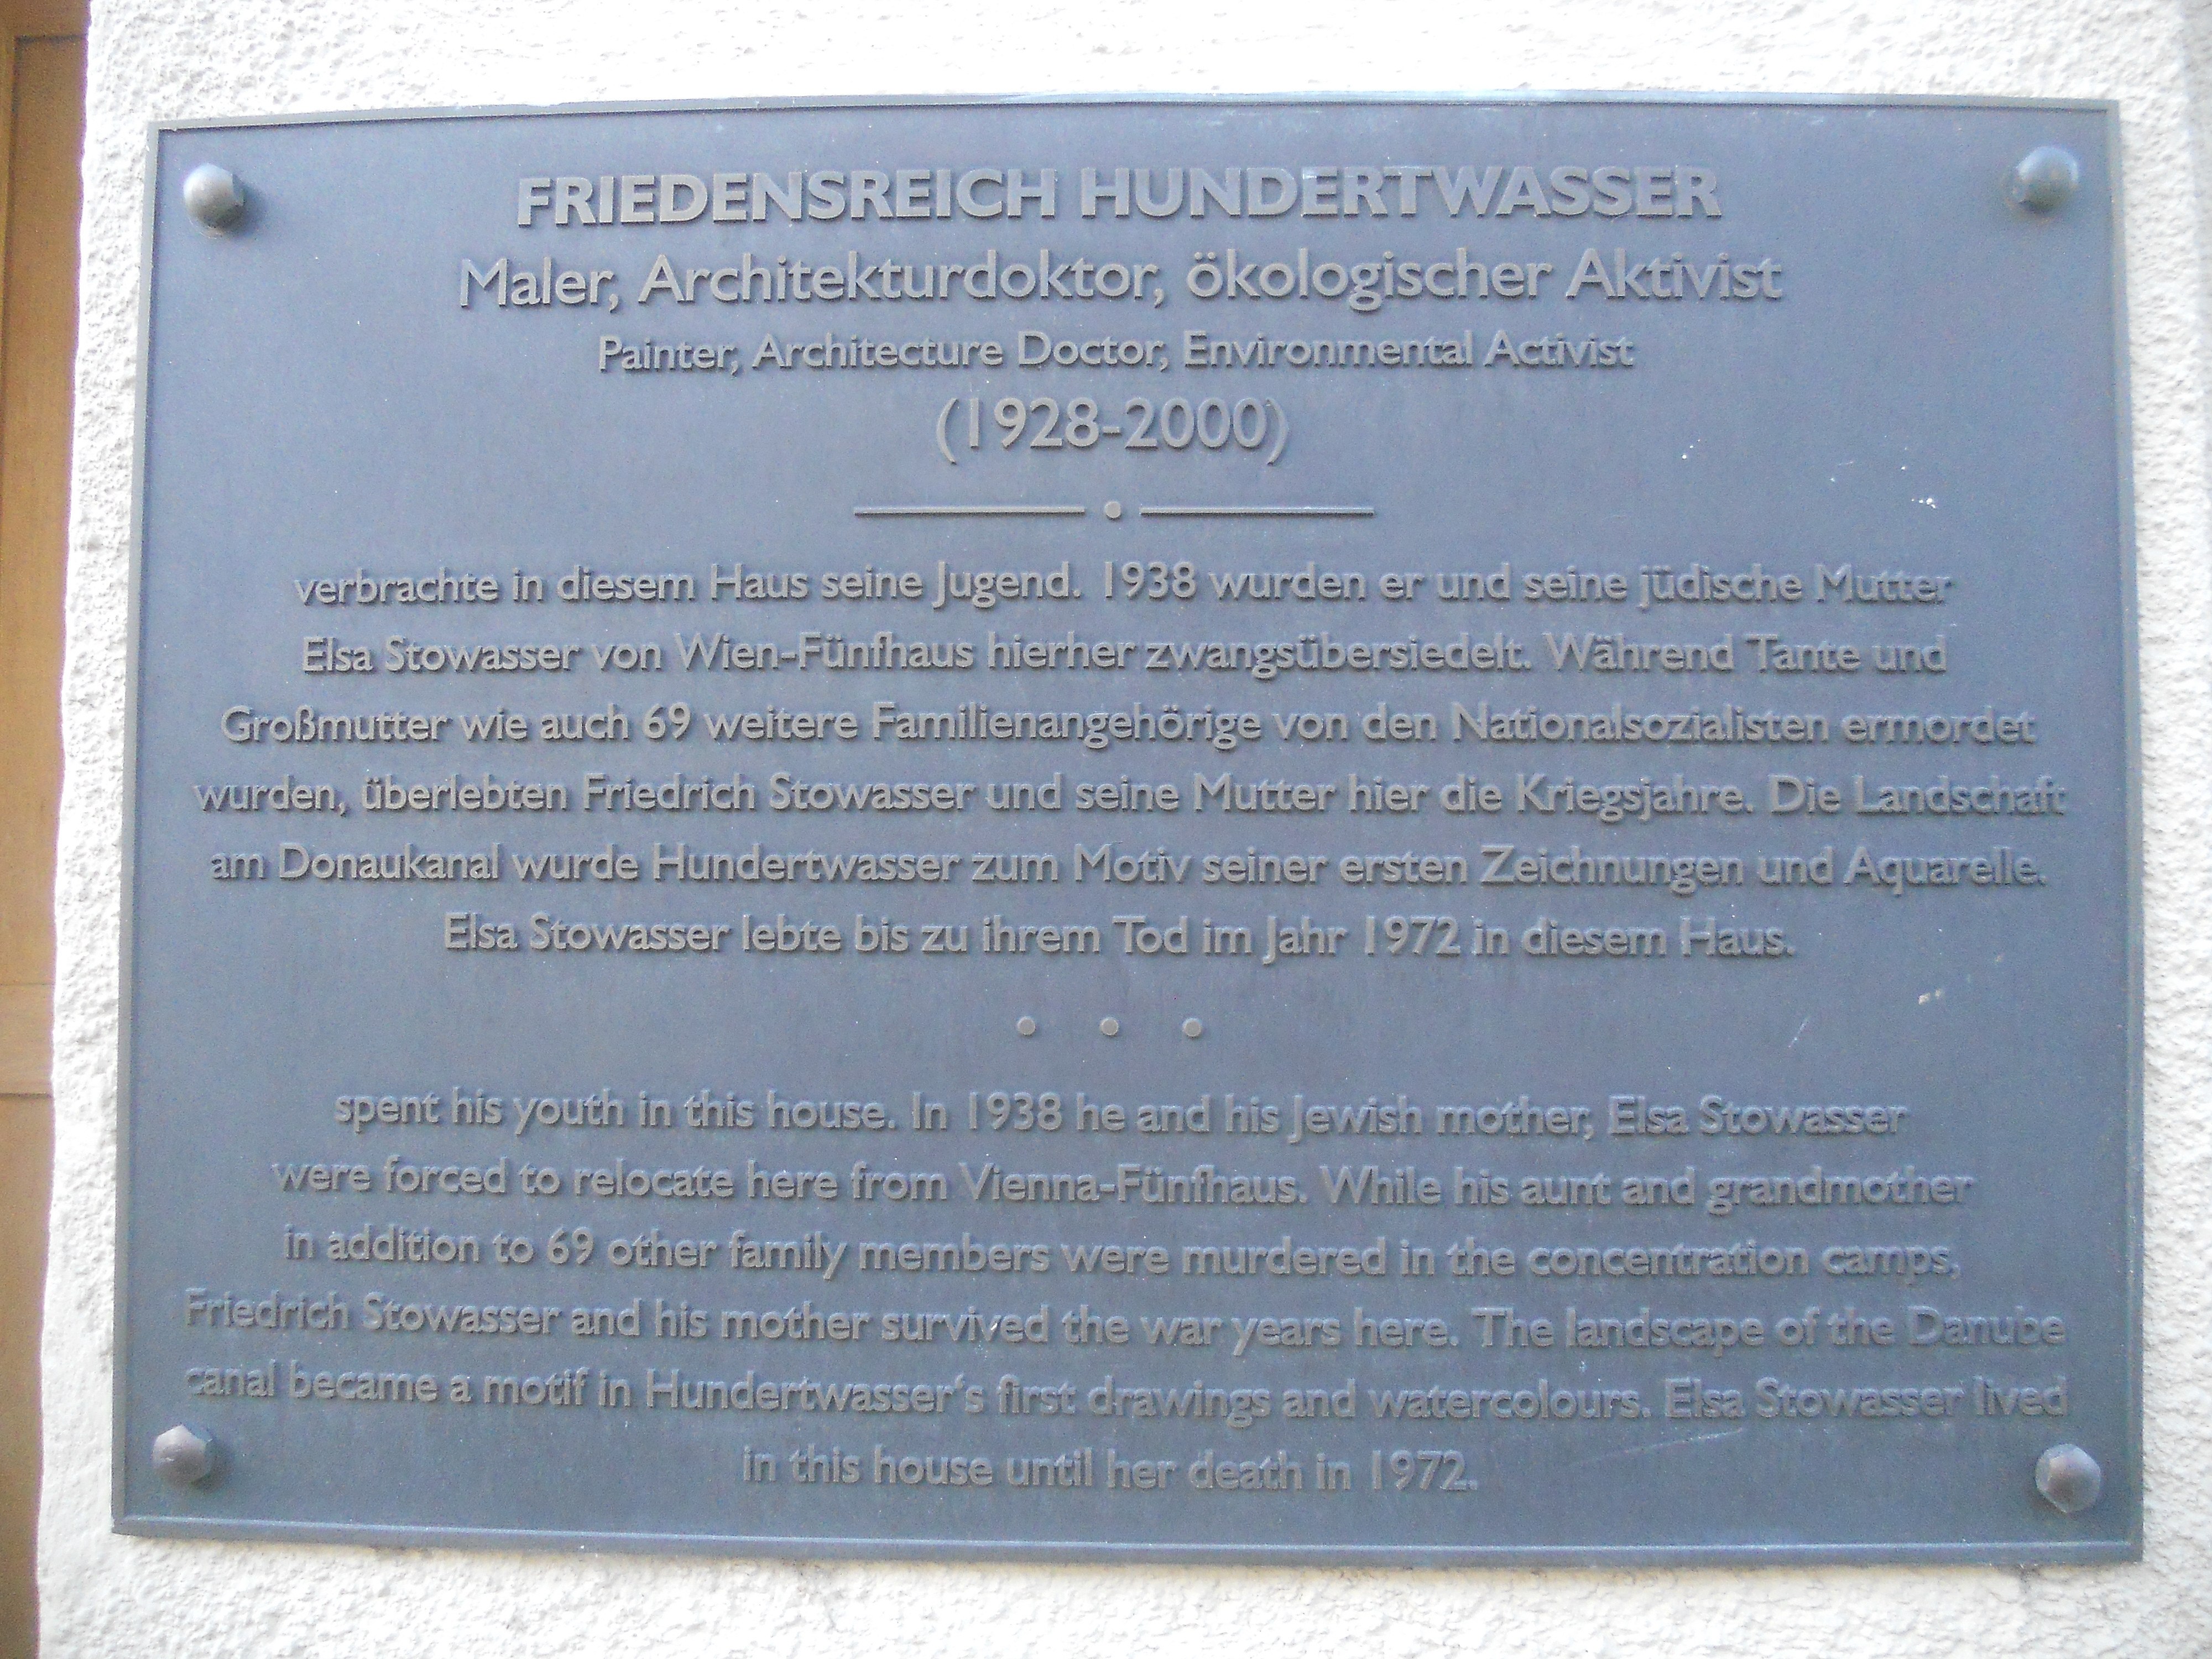 FRIEDENSREICH HUNDERTWASSER
Maler, Architekturdoktor, ökologischer Aktivist
Painter, Architecture Doctor, Environmental Activist
(1928-2000)
verbrachte in diesem Haus seine Jugend. 1938 wurden er und seine jüdische Mutter
Elsa Stowasser von Wien-Fünfhaus hierher zwangsübersiedelt. Während Tante und
Großmutter wie auch 69 weitere Familienangehörige von den Nationalsozialisten ermordet
wurden, überlebten Friedrich Stowasser und seine Mutter hier die Kriegsjahre. Die Landschaft
am Donaukanal wurde Hundertwasser zum Motiv seiner ersten Zeichnungen und Aquarelle.
Elsa Stowasser lebte bis zu ihrem Tod im Jahr 1972 in diesem Haus.
• • •
spent his youth in this house. In 1938 he and his Jewish mother, Elsa Stowasser
were forced to relocate here from Vienna-Fünfhaus. While his aunt and grandmother
in addition to 69 other family members were murdered in the concentration camps,
Friedrich Stowasser and his mother survived the war years here. The landscape of the Danube
canal became a motif in Hundertwasser‘s first drawings and watercolours. Elsa Stowasser lived
in this house until her death in 1972.